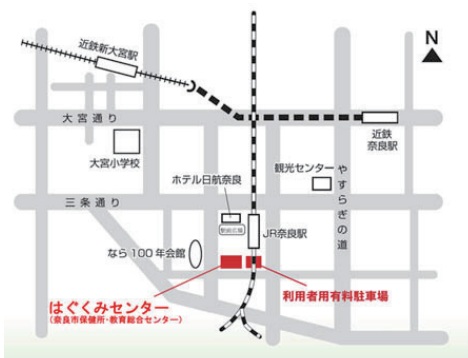 近鉄新大宮駅
N
大宮通り
近鉄
奈良駅
大宮小学校
ホテル日航奈良
観光センター
やすらぎの道
三条通り
駅前広場
JR奈良駅
なら100年会館
はぐくみセンター
(奈良市保健所・教育総合センター)
利用者用有料駐車場